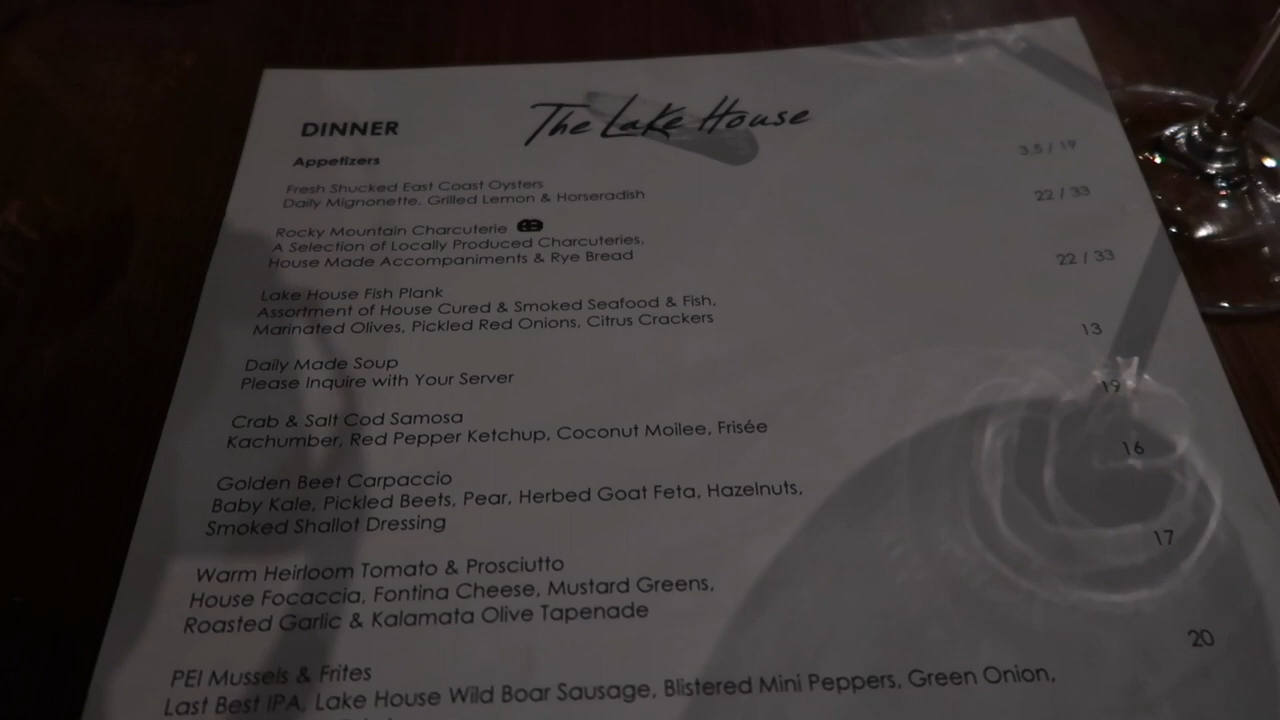 The Lake House
DINNER
Appetizers
Fresh Shucked East Coast Oysters 3.5 / 19
Daily Mignonette, Grilled Lemon & Horseradish
Rocky Mountain Charcuterie 22 / 33
A Selection of Locally Produced Charcuteries,
House Made Accompaniments & Rye Bread
Lake House Fish Plank 22 / 33
Assortment of House Cured & Smoked Seafood & Fish,
Marinated Olives, Pickled Red Onions, Citrus Crackers
Daily Made Soup 13
Please Inquire with Your Server
Crab & Salt Cod Samosa 19
Kachumber, Red Pepper Ketchup, Coconut Moilee, Frisée
Golden Beet Carpaccio 16
Baby Kale, Pickled Beets, Pear, Herbed Goat Feta, Hazelnuts,
Smoked Shallot Dressing
Warm Heirloom Tomato & Prosciutto 17
House Focaccia, Fontina Cheese, Mustard Greens,
Roasted Garlic & Kalamata Olive Tapenade
PEI Mussels & Frites 20
Last Best IPA, Lake House Wild Boar Sausage, Blistered Mini Peppers, Green Onion,